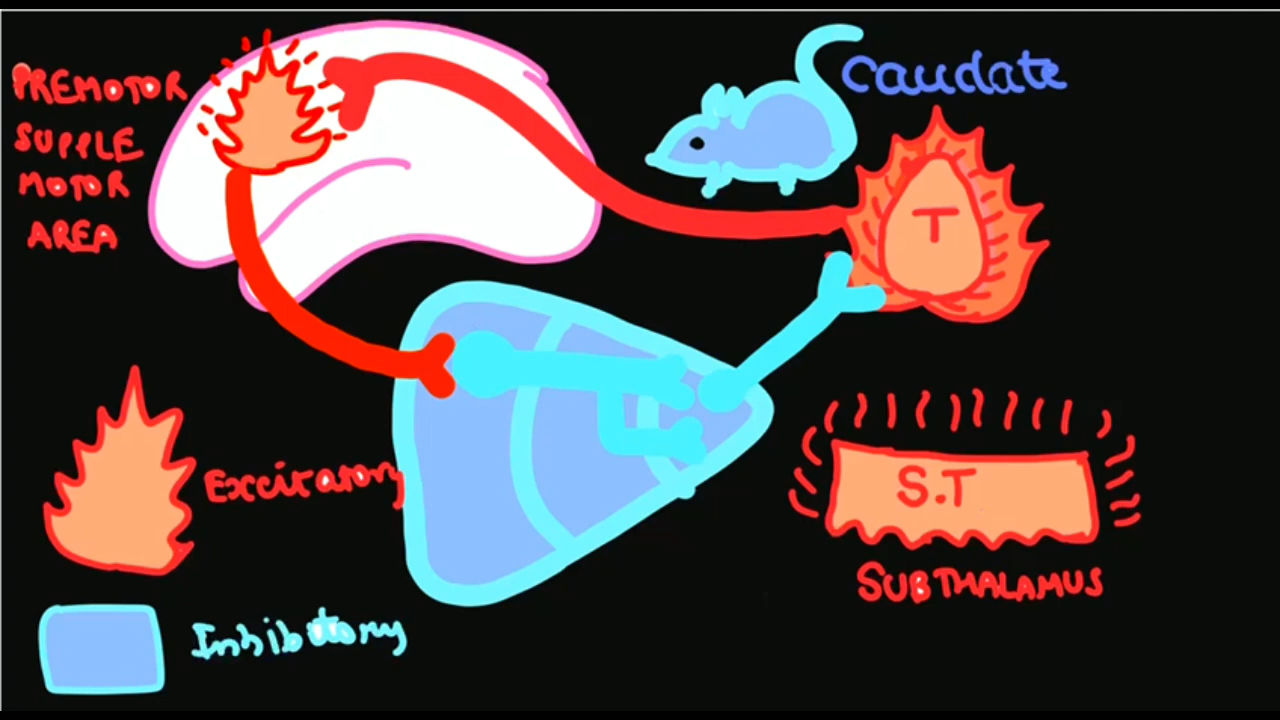 PREMOTOR
SUPPLE
MOTOR
AREA
Caudate
T
Excitatory
S.T
SUBTHALAMUS
Inhibitory